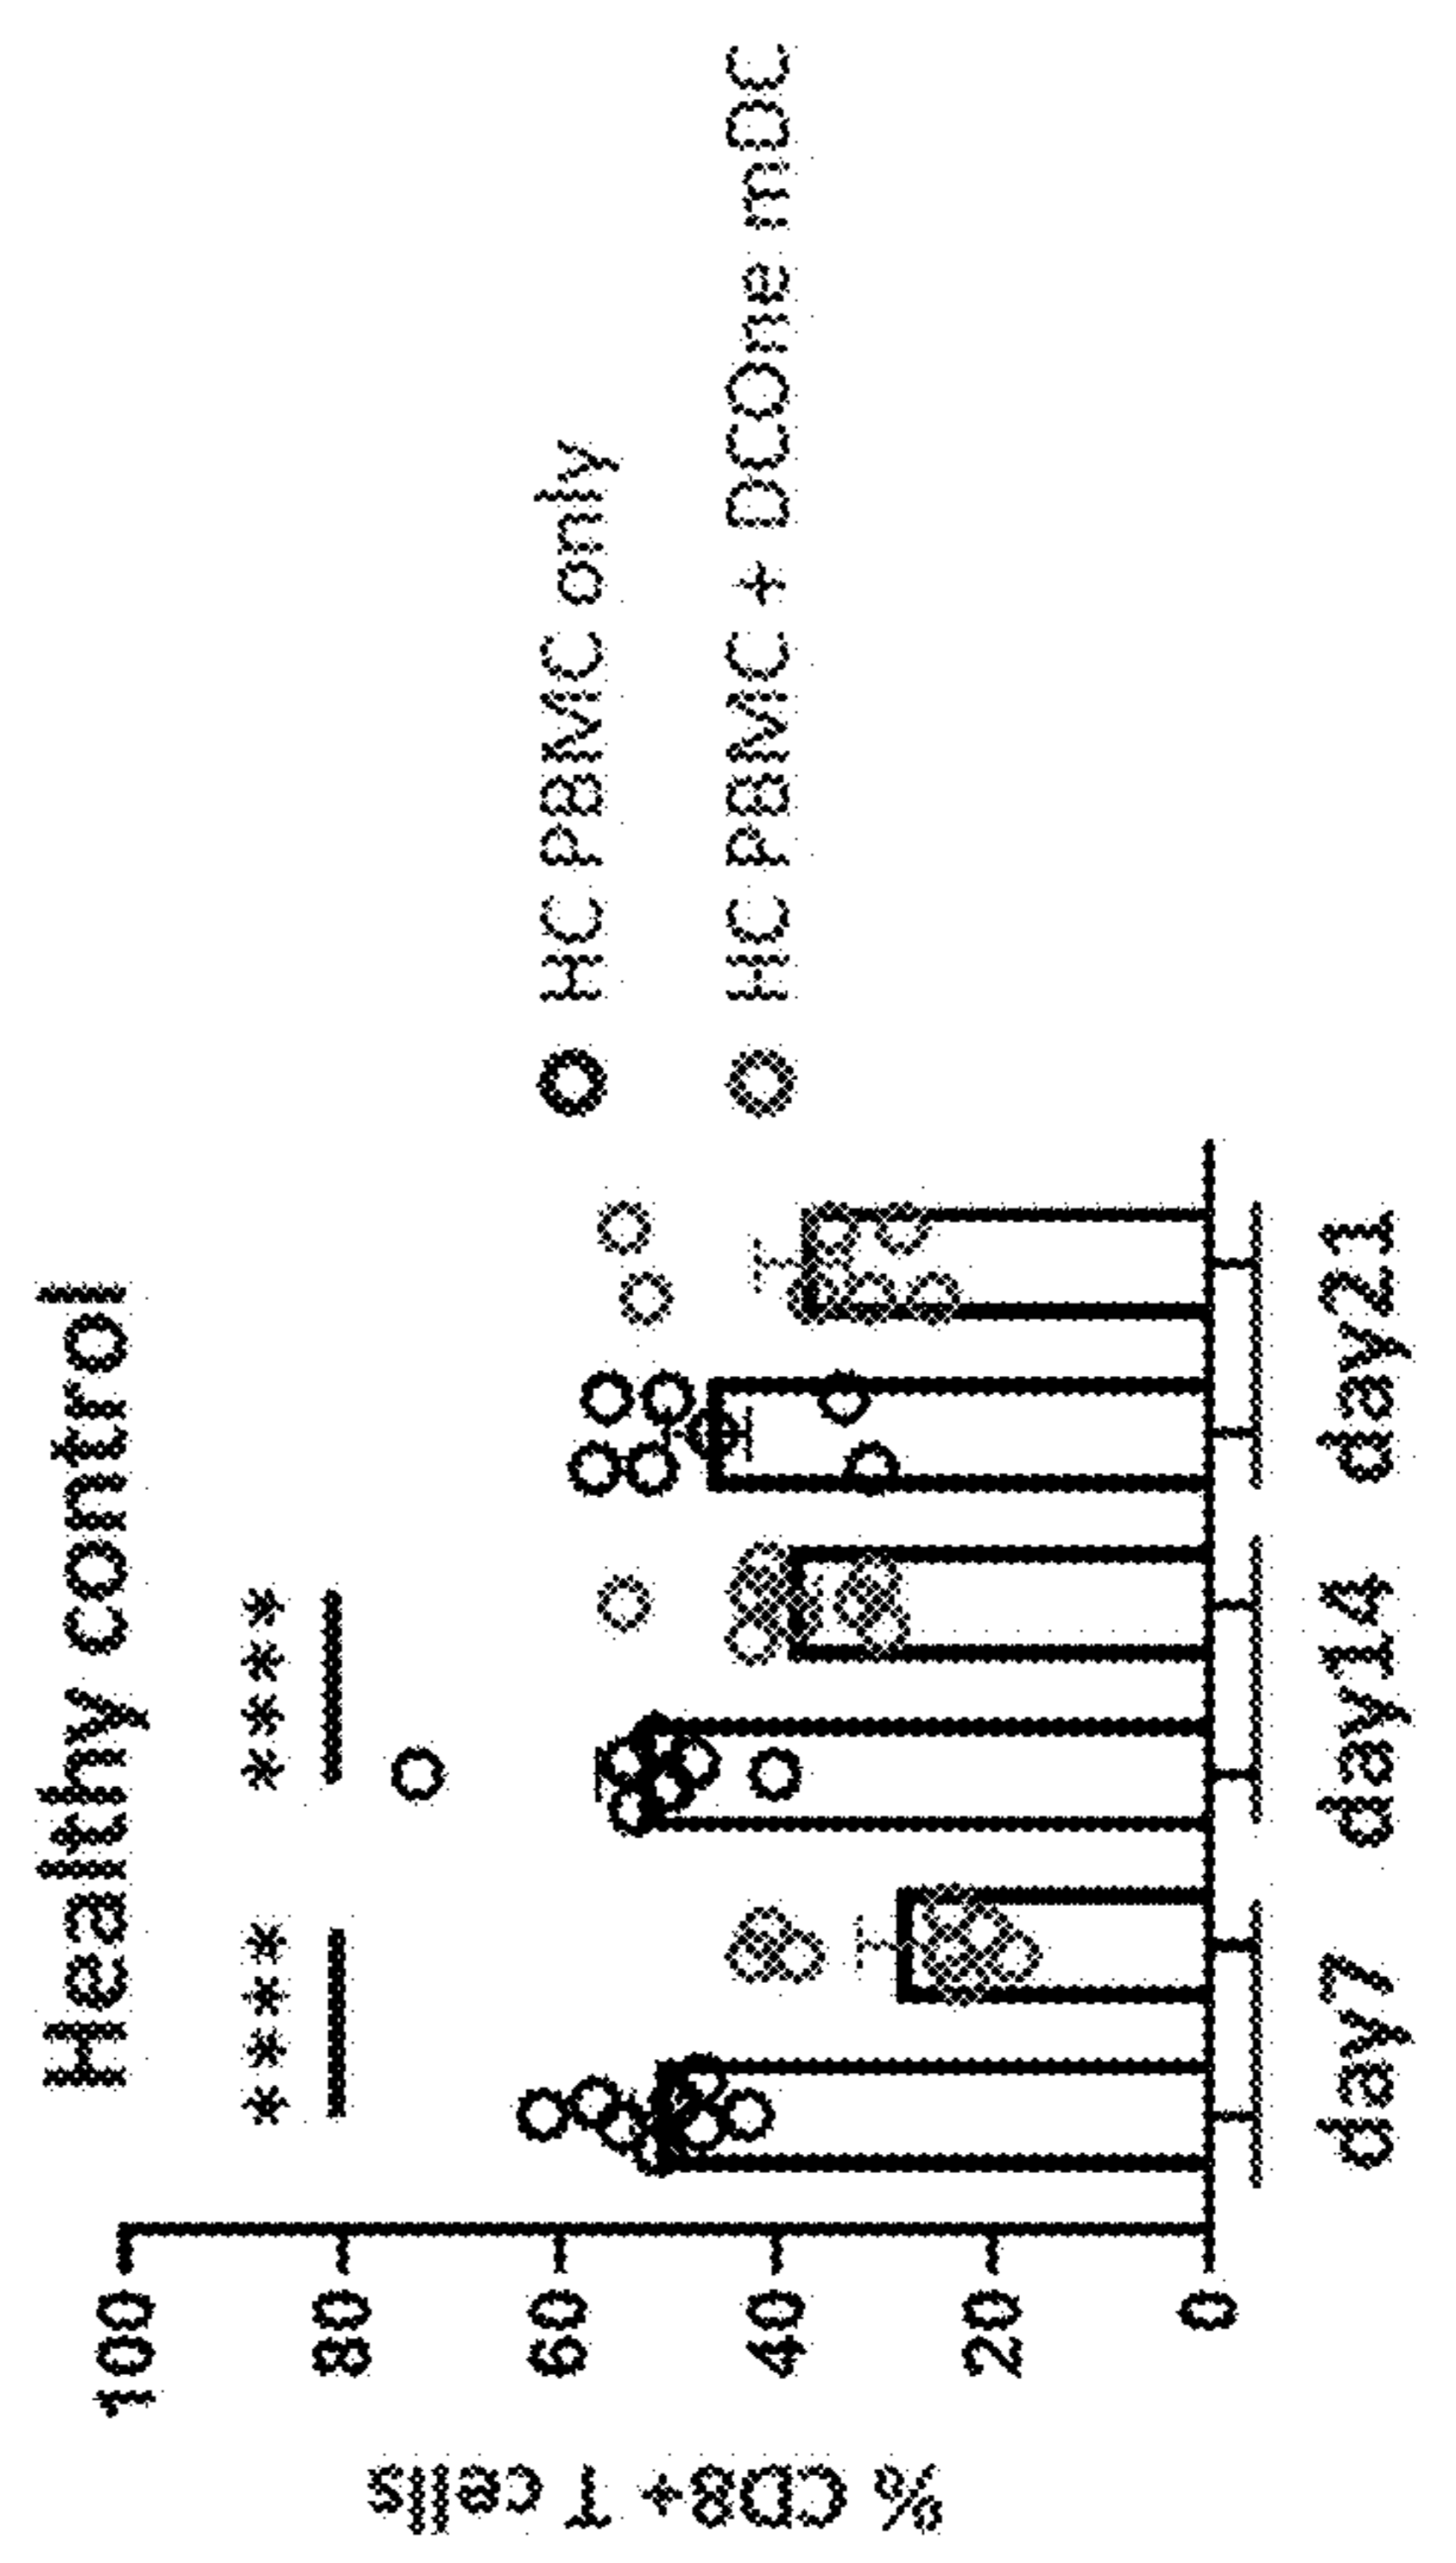 Healthy control
**** ****
100
80
60
40
20
0
% CD8+ T cells
day7 day14 day21
HC PBMC only
HC PBMC + DCOne mDC